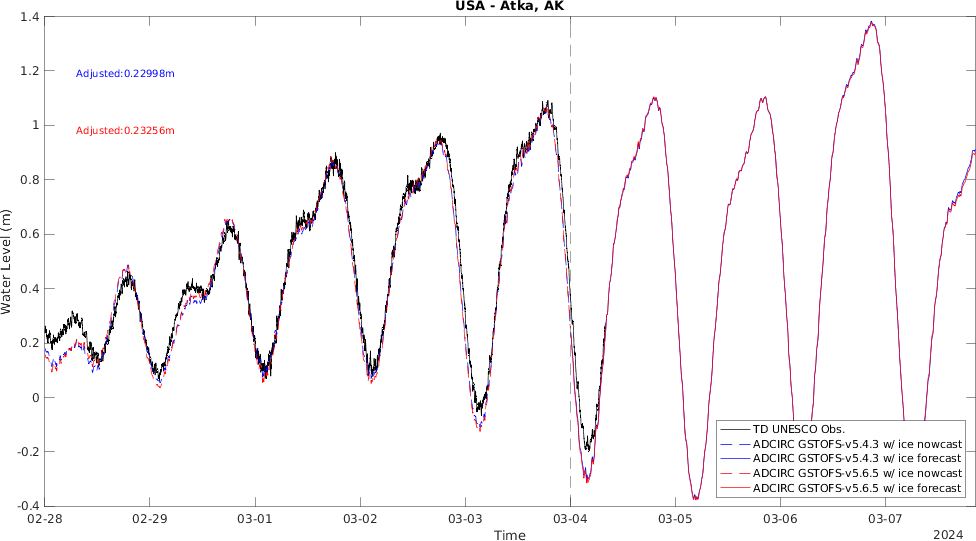 USA - Atka, AK
Adjusted:0.22998m
Adjusted:0.23256m
Water Level (m)
1.4
1.2
1
0.8
0.6
0.4
0.2
0
-0.2
-0.4
TD UNESCO Obs.
ADCIRC GSTOFS-v5.4.3 w/ ice nowcast
ADCIRC GSTOFS-v5.4.3 w/ ice forecast
ADCIRC GSTOFS-v5.6.5 w/ ice nowcast
ADCIRC GSTOFS-v5.6.5 w/ ice forecast
02-28 02-29 03-01 03-02 03-03 03-04 03-05 03-06 03-07
Time
2024